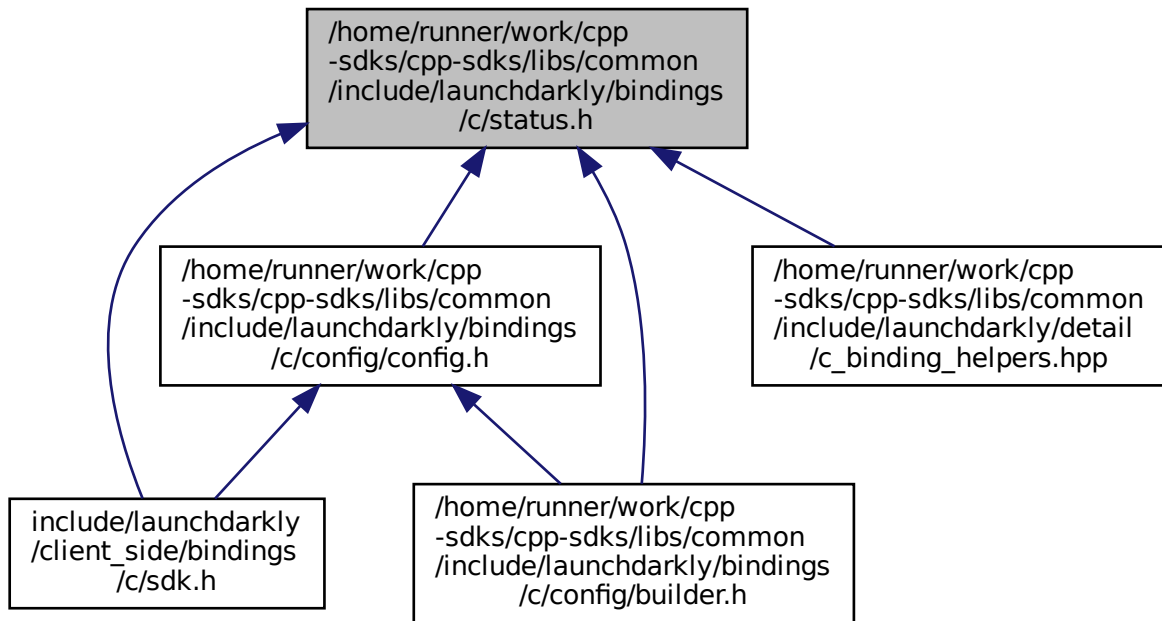 /home/runner/work/cpp
-sdks/cpp-sdks/libs/common
/include/launchdarkly/bindings
/c/status.h
/home/runner/work/cpp
-sdks/cpp-sdks/libs/common
/include/launchdarkly/bindings
/c/config/config.h
/home/runner/work/cpp
-sdks/cpp-sdks/libs/common
/include/launchdarkly/detail
/c_binding_helpers.hpp
include/launchdarkly
/client_side/bindings
/c/sdk.h
/home/runner/work/cpp
-sdks/cpp-sdks/libs/common
/include/launchdarkly/bindings
/c/config/builder.h